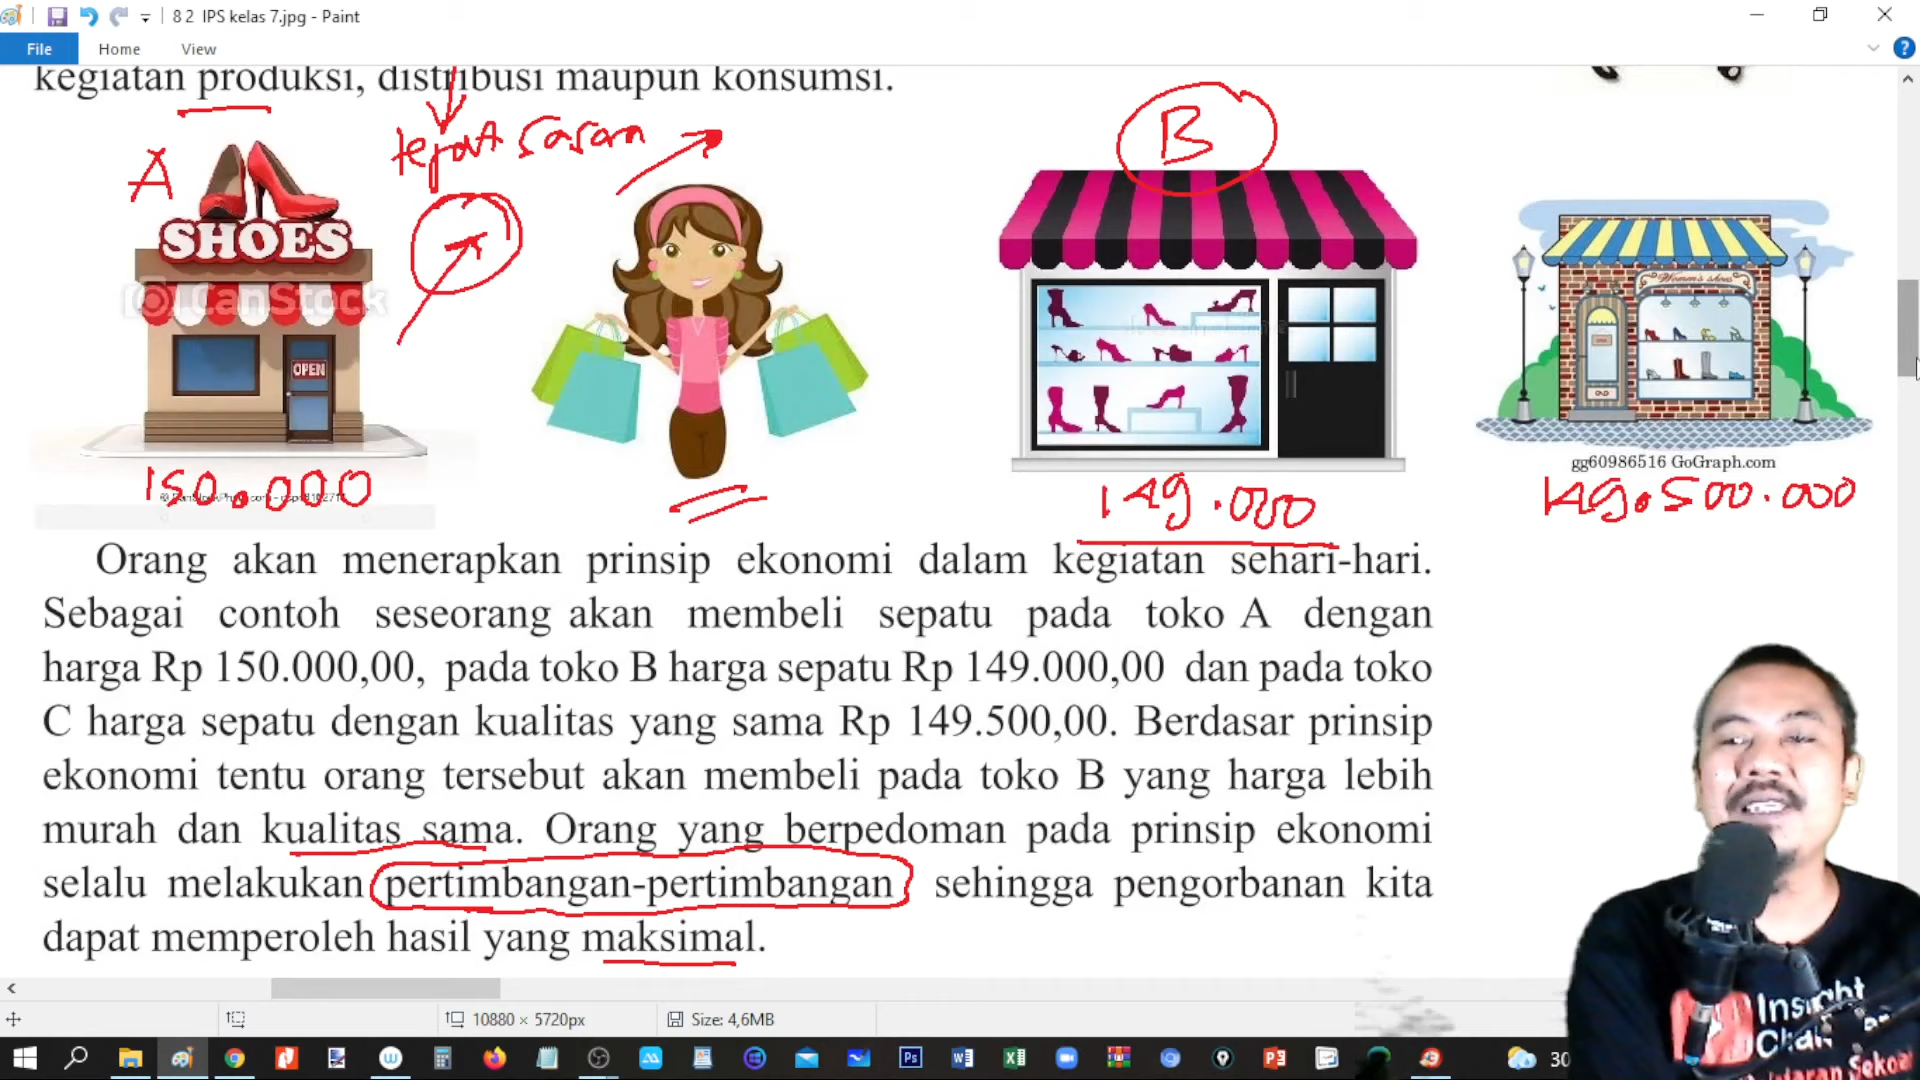 8 2 IPS kelas 7.jpg - Paint
File Home View
kegiatan produksi, distribusi maupun konsumsi.
A
tepat sasaran
B
SHOES
CanStock
OPEN
Women's shoes
gg60986516 GoGraph.com
150.000
149.000
149.500.000
Orang akan menerapkan prinsip ekonomi dalam kegiatan sehari-hari.
Sebagai contoh seseorang akan membeli sepatu pada toko A dengan
harga Rp 150.000,00, pada toko B harga sepatu Rp 149.000,00 dan pada toko
C harga sepatu dengan kualitas yang sama Rp 149.500,00. Berdasar prinsip
ekonomi tentu orang tersebut akan membeli pada toko B yang harga lebih
murah dan kualitas sama. Orang yang berpedoman pada prinsip ekonomi
selalu melakukan pertimbangan-pertimbangan sehingga pengorbanan kita
dapat memperoleh hasil yang maksimal.
10880 × 5720px
Size: 4,6MB
30
Insight